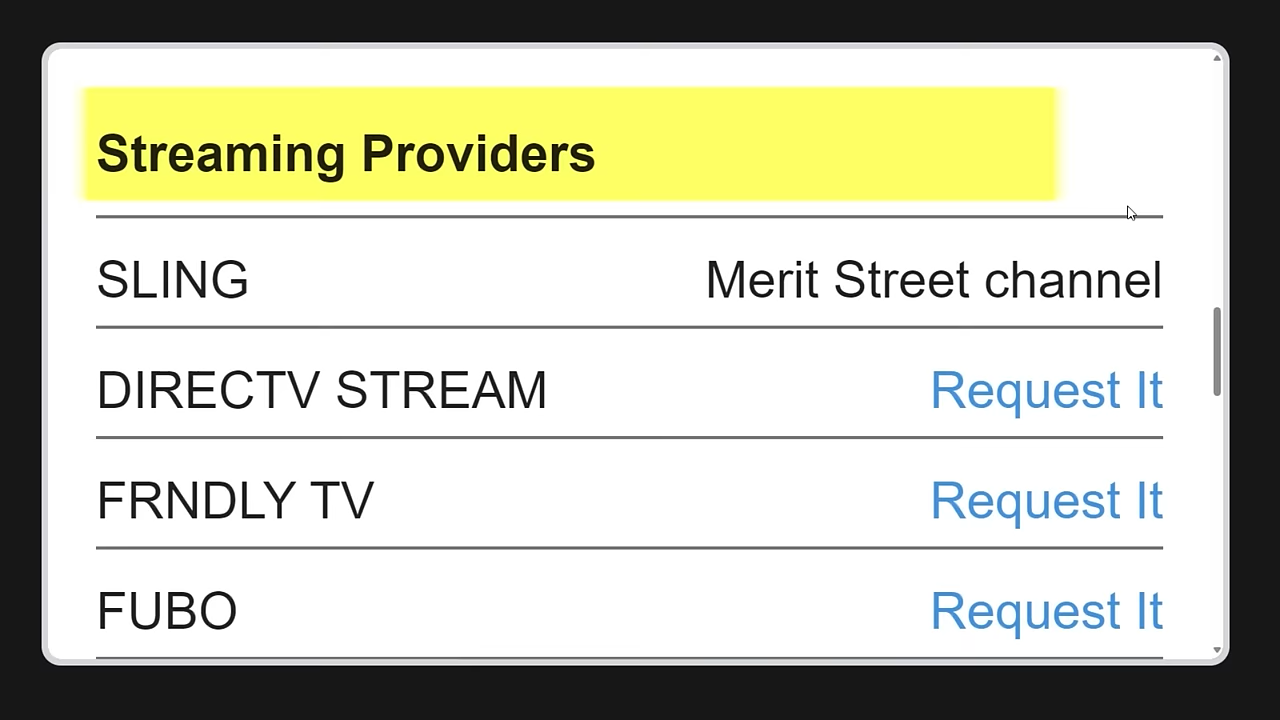 Streaming Providers
SLING Merit Street channel
DIRECTV STREAM Request It
FRNDLY TV Request It
FUBO Request It